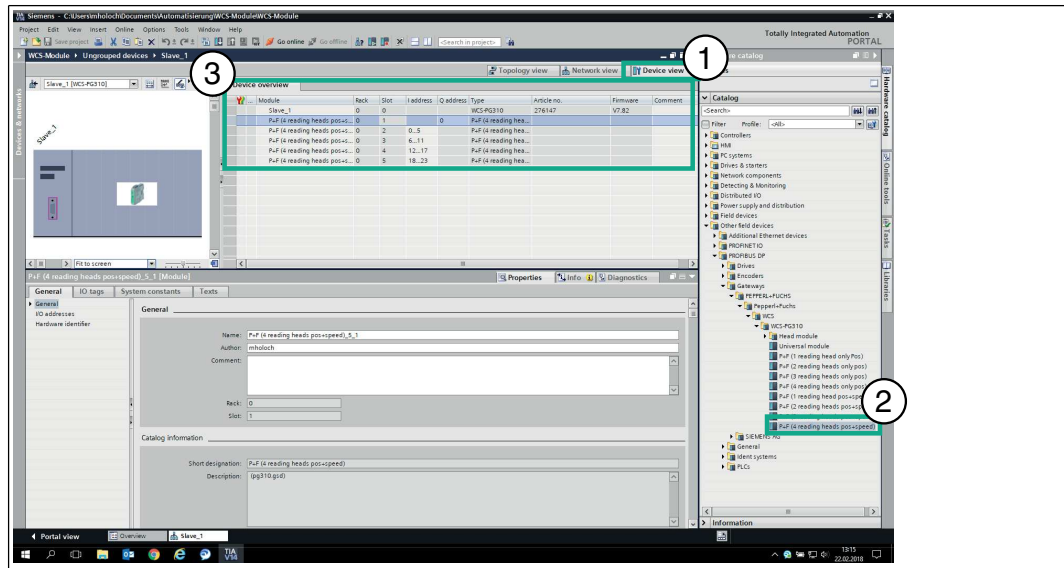 Siemens - C:\Users\mholoch\Documents\Automatisierung\WCS-Module\WCS-Module
Project Edit View Insert Online Options Tools Window Help
Totally Integrated Automation
PORTAL
Save project
Go online Go offline
<Search in project>
WCS-Module Ungrouped devices Slave_1
catalog
1
Topology view Network view Device view
3
Slave_1 [WCS-PG310]
Device overview
... Module Rack Slot I address Q address Type Article no. Firmware Comment
Slave_1 0 0 WCS-PG310 276147 V7.82
P+F (4 reading heads pos+s... 0 1 0 P+F (4 reading hea...
P+F (4 reading heads pos+s... 0 2 0...5 P+F (4 reading hea...
P+F (4 reading heads pos+s... 0 3 6...11 P+F (4 reading hea...
P+F (4 reading heads pos+s... 0 4 12...17 P+F (4 reading hea...
P+F (4 reading heads pos+s... 0 5 18...23 P+F (4 reading hea...
Slave_1
Fit to screen
Devices & networks
Catalog
<Search>
Filter Profile: <All>
Controllers
HMI
PC systems
Drives & starters
Network components
Detecting & Monitoring
Distributed I/O
Power supply and distribution
Field devices
Other field devices
Additional Ethernet devices
PROFINET IO
PROFIBUS DP
Drives
Encoders
Gateways
PEPPERL+FUCHS
Pepperl+Fuchs
WCS
WCS-PG310
Head module
Universal module
P+F (1 reading head only Pos)
P+F (2 reading heads only pos)
P+F (3 reading heads only pos)
P+F (4 reading heads only pos)
P+F (1 reading head pos+spe
P+F (2 reading heads pos+sp
2
P+F (4 reading heads pos+speed)
SIEMENS AG
General
Ident systems
PLCs
Information
Hardware catalog
Online tools
Tasks
Libraries
P+F (4 reading heads pos+speed)_5_1 [Module]
Properties Info Diagnostics
General IO tags System constants Texts
General
I/O addresses
Hardware identifier
General
Name: P+F (4 reading heads pos+speed)_5_1
Author: mholoch
Comment:
Rack: 0
Slot: 1
Catalog information
Short designation: P+F (4 reading heads pos+speed)
Description: (pg310.gsd)
Portal view Overview Slave_1
TIA V14
13:15
22.02.2018